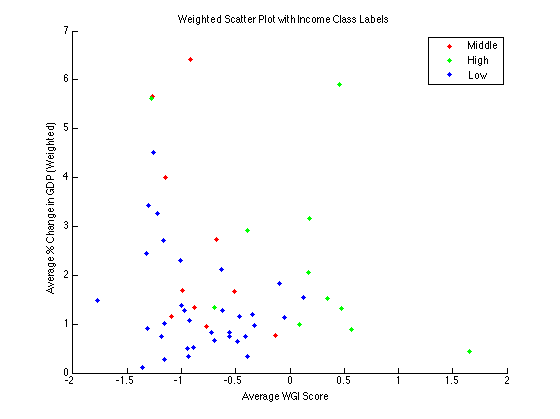 Weighted Scatter Plot with Income Class Labels
7
6
5
4
3
2
1
0
Average % Change in GDP (Weighted)
Middle
High
Low
-2 -1.5 -1 -0.5 0 0.5 1 1.5 2
Average WGI Score